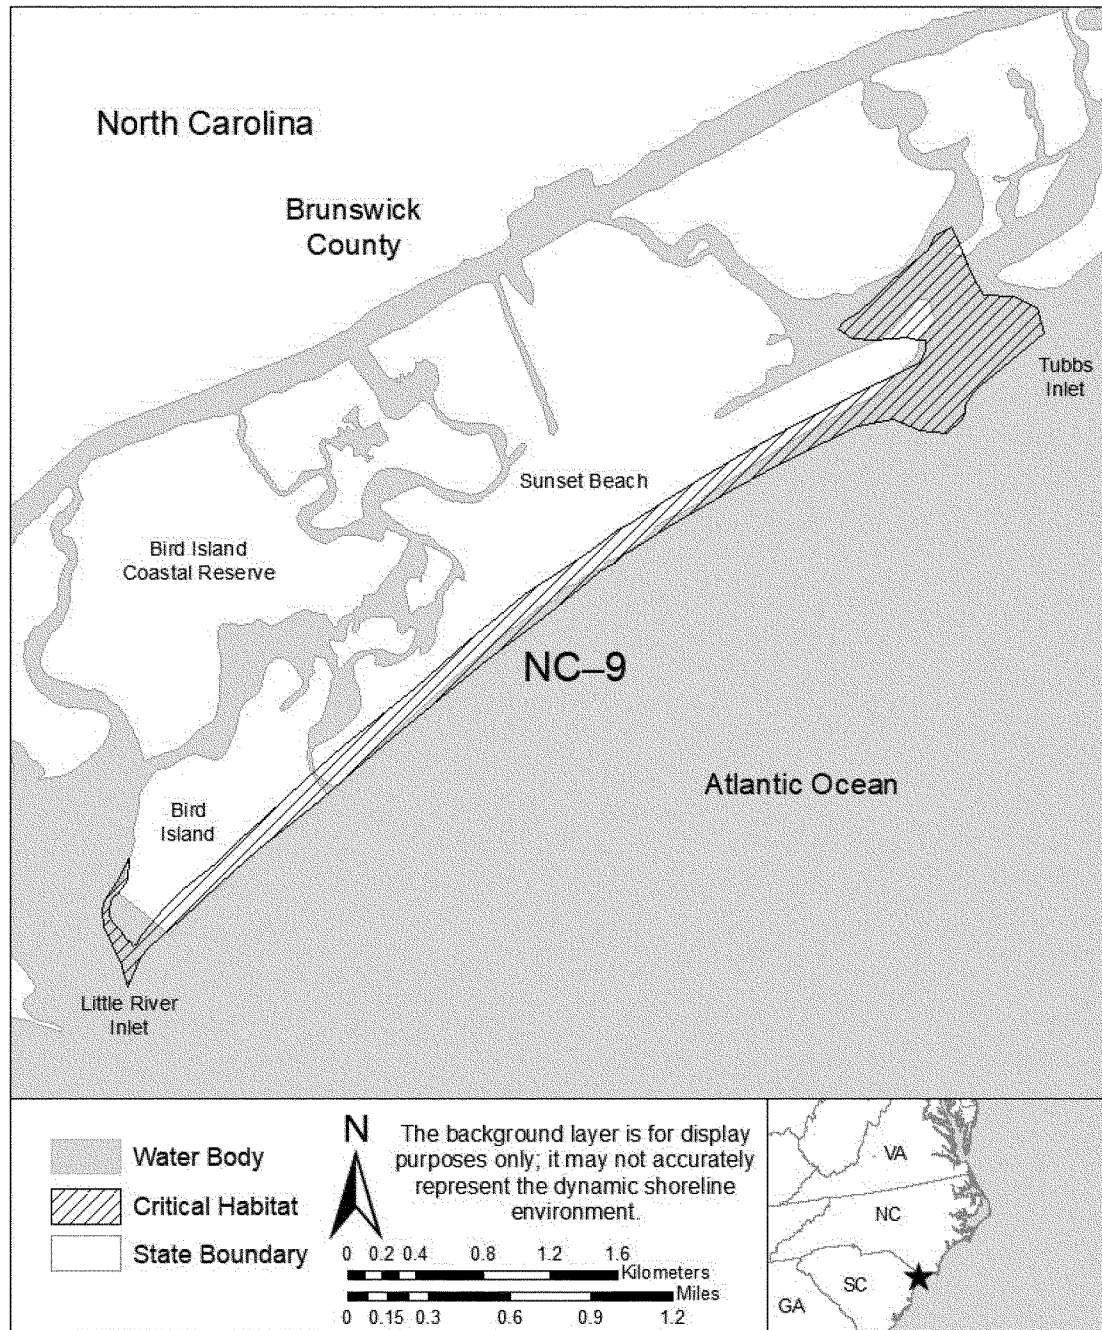 North Carolina
Brunswick
County
Tubbs
Inlet
Sunset Beach
Bird Island
Coastal Reserve
NC–9
Atlantic Ocean
Bird
Island
Little River
Inlet
Water Body
Critical Habitat
State Boundary
N
The background layer is for display
purposes only; it may not accurately
represent the dynamic shoreline
environment.
0 0.2 0.4 0.8 1.2 1.6
Kilometers
Miles
0 0.15 0.3 0.6 0.9 1.2
VA
NC
SC
GA